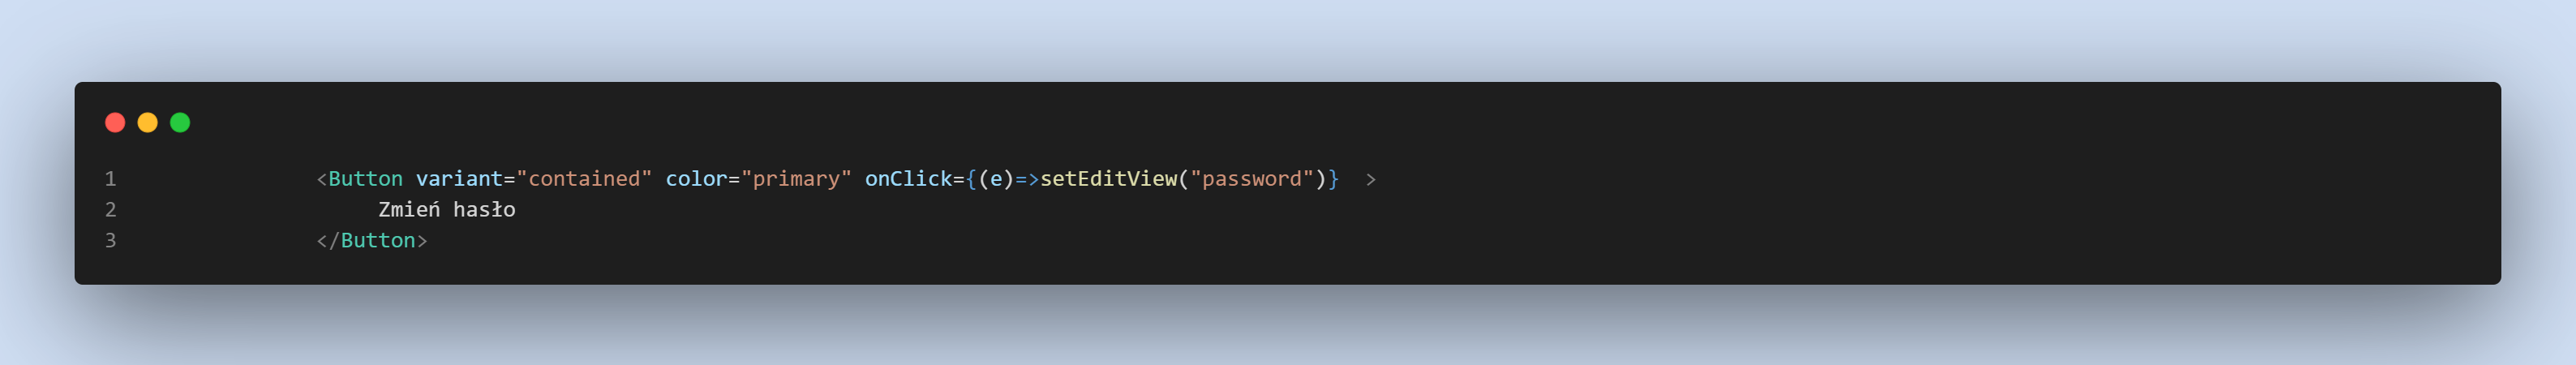 1 <Button variant="contained" color="primary" onClick={(e)=>setEditView("password")}  >
2 Zmień hasło
3 </Button>